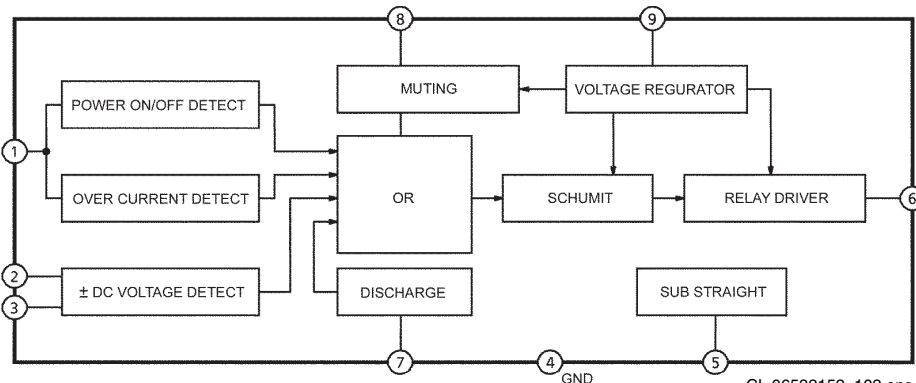 8
9
MUTING
VOLTAGE REGURATOR
POWER ON/OFF DETECT
1
OVER CURRENT DETECT
OR
SCHUMIT
RELAY DRIVER
6
2
± DC VOLTAGE DETECT
3
DISCHARGE
SUB STRAIGHT
7
4
5
GND